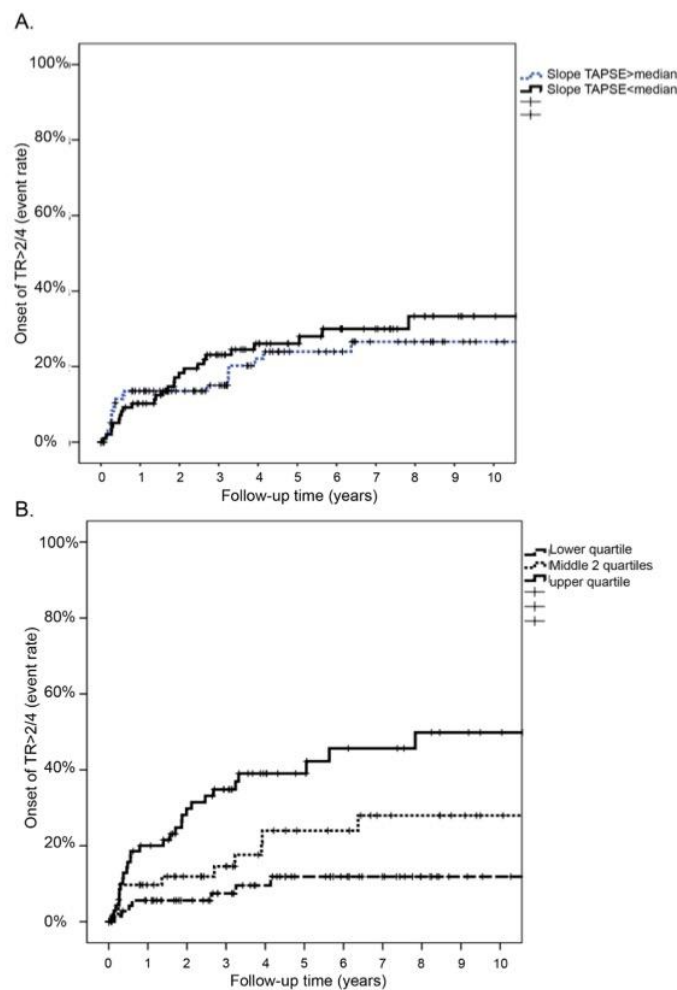 A.
100%
80%
60%
40%
20%
0%
Onset of TR>2/4 (event rate)
0 1 2 3 4 5 6 7 8 9 10
Follow-up time (years)
Slope TAPSE>median
Slope TAPSE<median
B.
100%
80%
60%
40%
20%
0%
Onset of TR>2/4 (event rate)
0 1 2 3 4 5 6 7 8 9 10
Follow-up time (years)
Lower quartile
Middle 2 quartiles
upper quartile